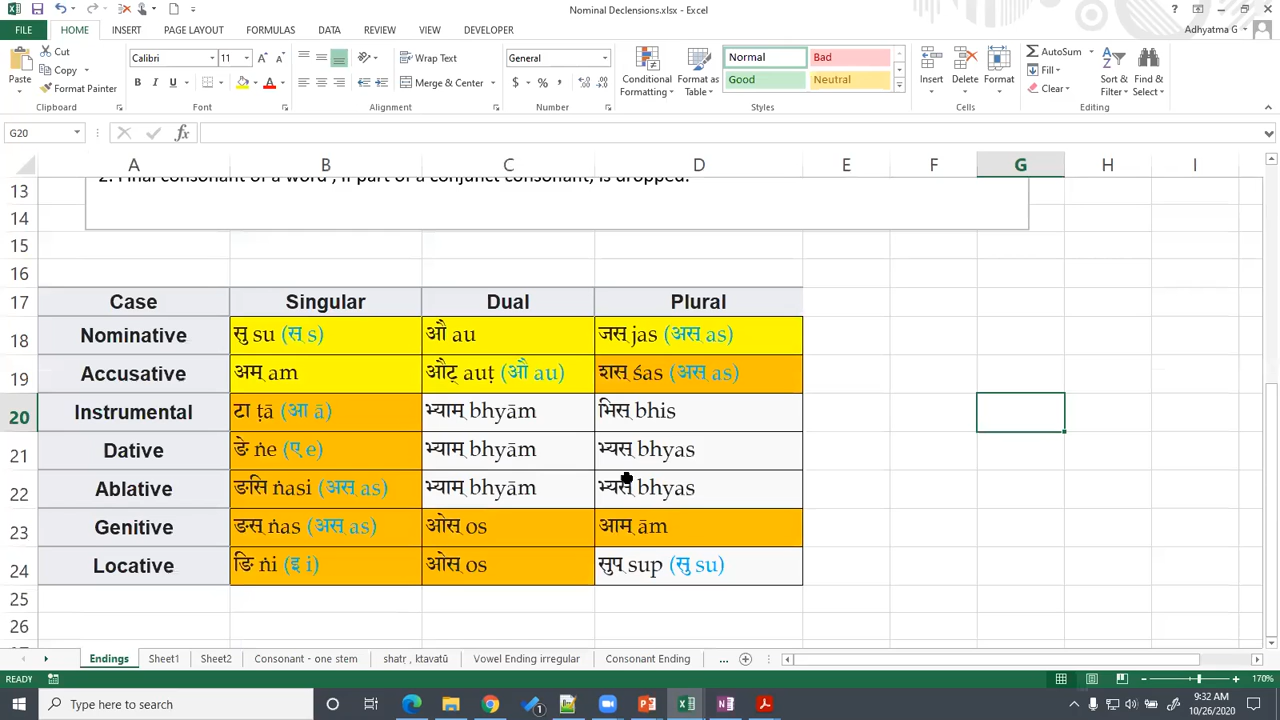 Nominal Declensions.xlsx - Excel
FILE HOME INSERT PAGE LAYOUT FORMULAS DATA REVIEW VIEW DEVELOPER Adhyatma G
Paste Cut Copy Format Painter Clipboard
Calibri 11 B I U Font
Wrap Text Merge & Center Alignment
General $ % , Number
Conditional Formatting Format as Table Normal Bad Good Neutral Styles
Insert Delete Format Cells
AutoSum Fill Clear Sort & Filter Find & Select Editing
G20 fx
A B C D E F G H I
13 2. Final consonant of a word , if part of a conjunct consonant, is dropped.
14
15
16
17 Case Singular Dual Plural
18 Nominative सु su (स् s) औ au जस् jas (अस् as)
19 Accusative अम् am औट् auṭ (औ au) शस् śas (अस् as)
20 Instrumental टा ṭā (आ ā) भ्याम् bhyām भिस् bhis
21 Dative ङे ṅe (ए e) भ्याम् bhyām भ्यस् bhyas
22 Ablative ङसि ṅasi (अस् as) भ्याम् bhyām भ्यस् bhyas
23 Genitive ङस् ṅas (अस् as) ओस् os आम् ām
24 Locative ङि ṅi (इ i) ओस् os सुप् sup (सु su)
25
26
Endings Sheet1 Sheet2 Consonant - one stem shatṛ , ktavatū Vowel Ending irregular Consonant Ending ...
READY 170%
Type here to search 9:32 AM
10/26/2020